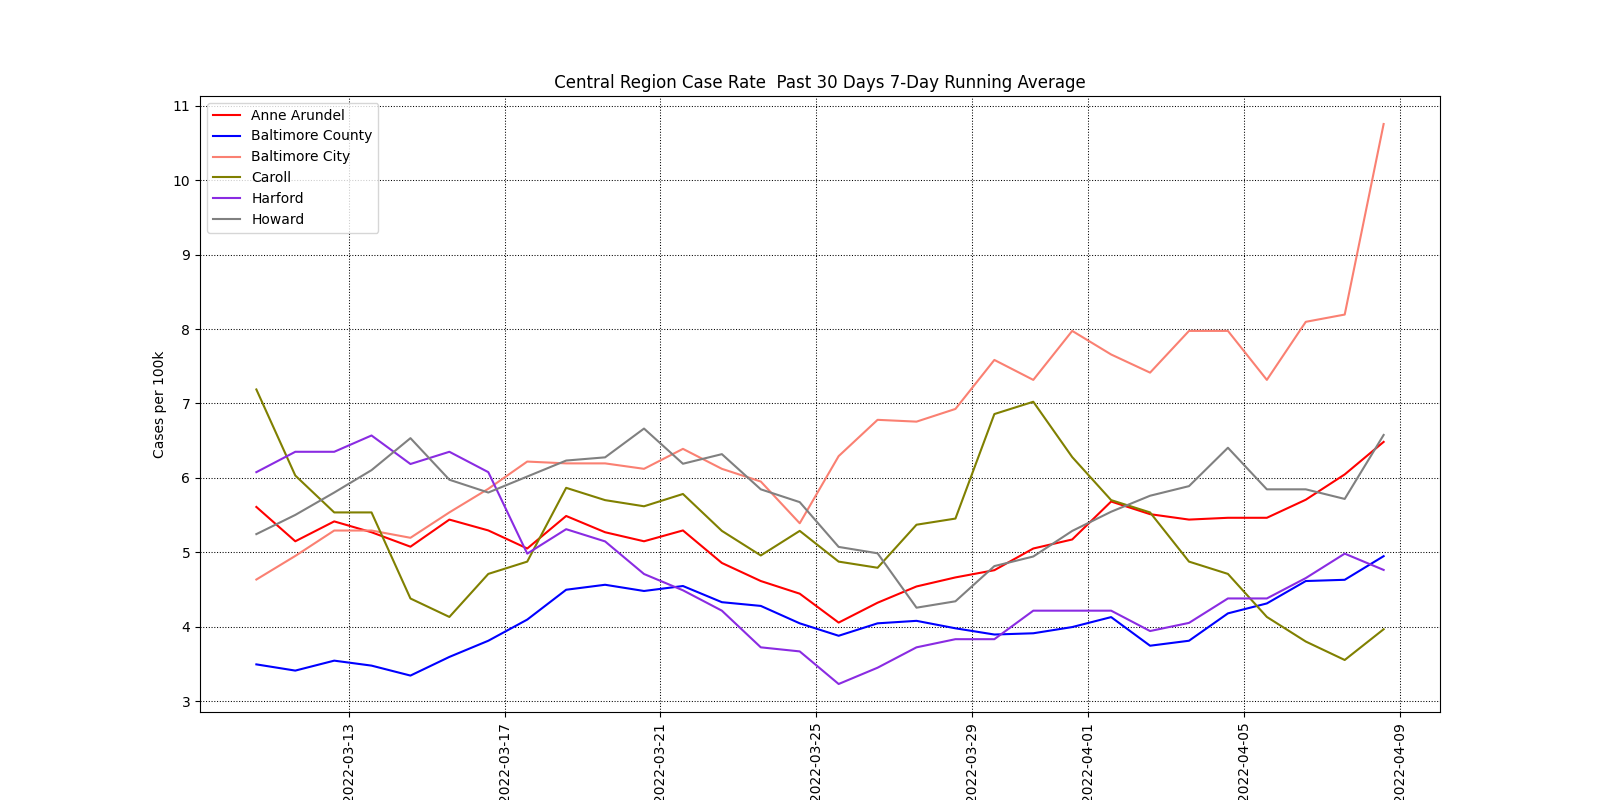 Central Region Case Rate  Past 30 Days 7-Day Running Average
Cases per 100k
11
10
9
8
7
6
5
4
3
Anne Arundel
Baltimore County
Baltimore City
Caroll
Harford
Howard
2022-03-13
2022-03-17
2022-03-21
2022-03-25
2022-03-29
2022-04-01
2022-04-05
2022-04-09